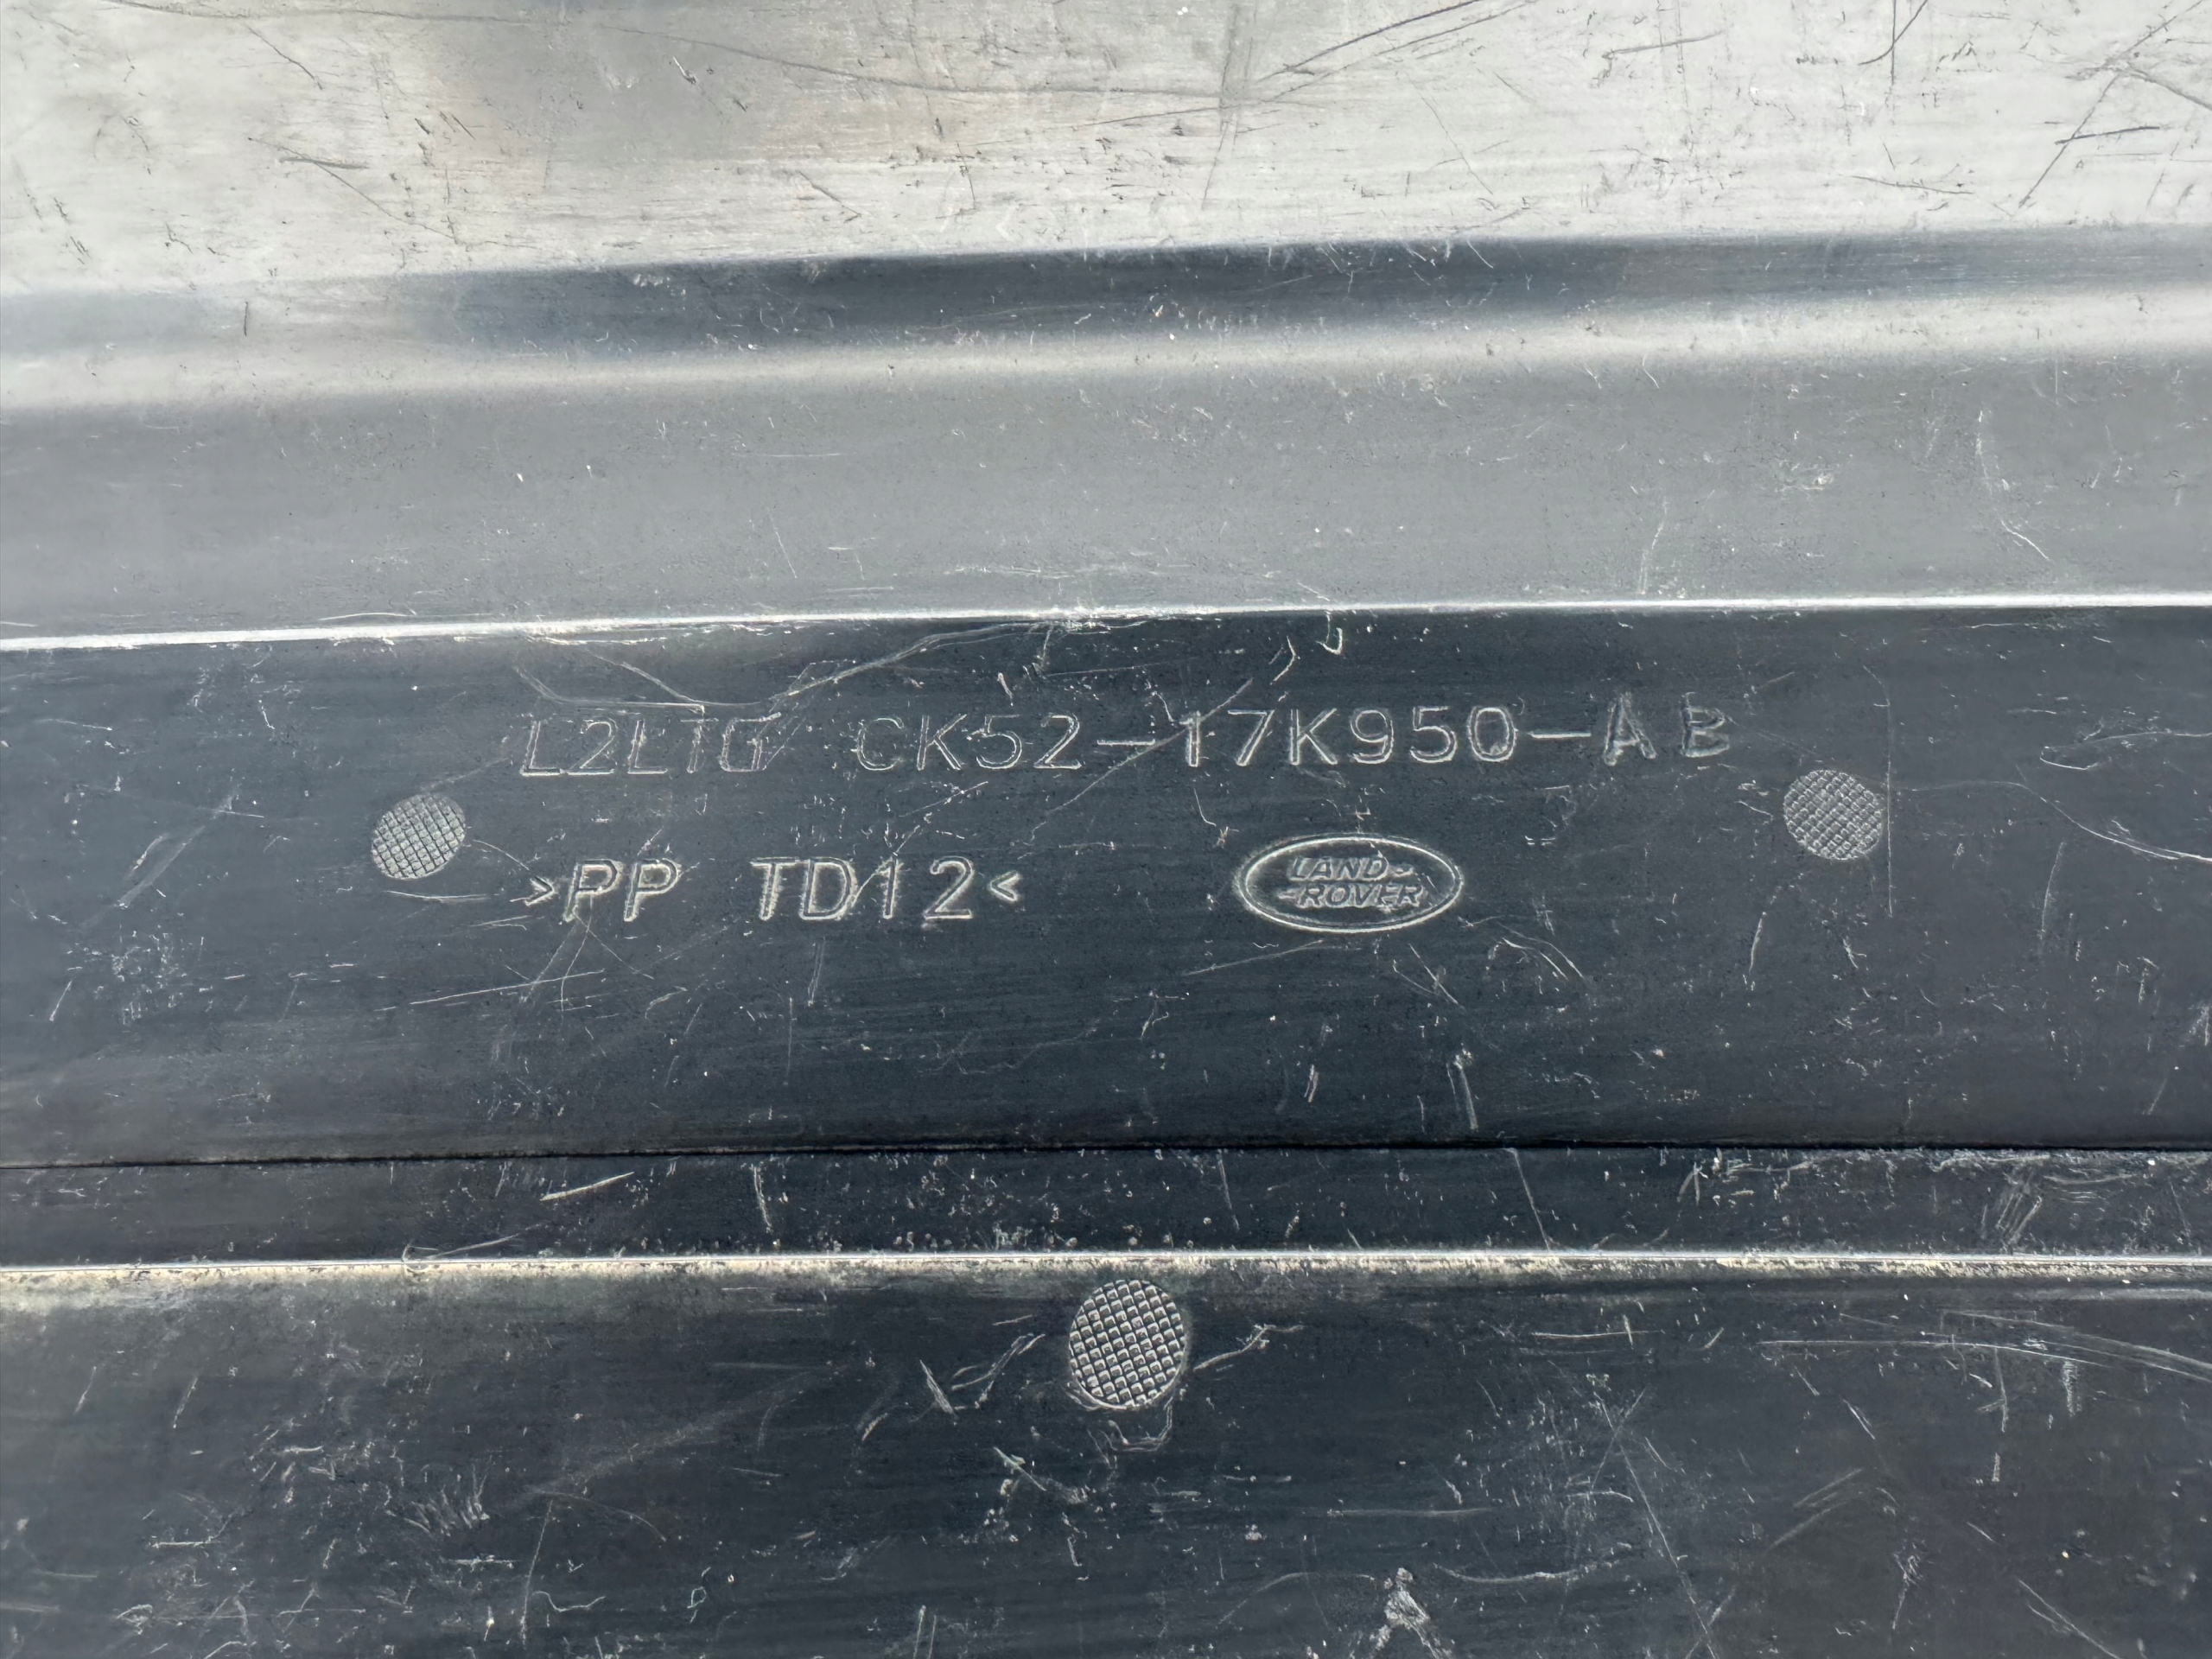 L2LTG CK52-17K950-AB
>PP TD12<
LAND
ROVER